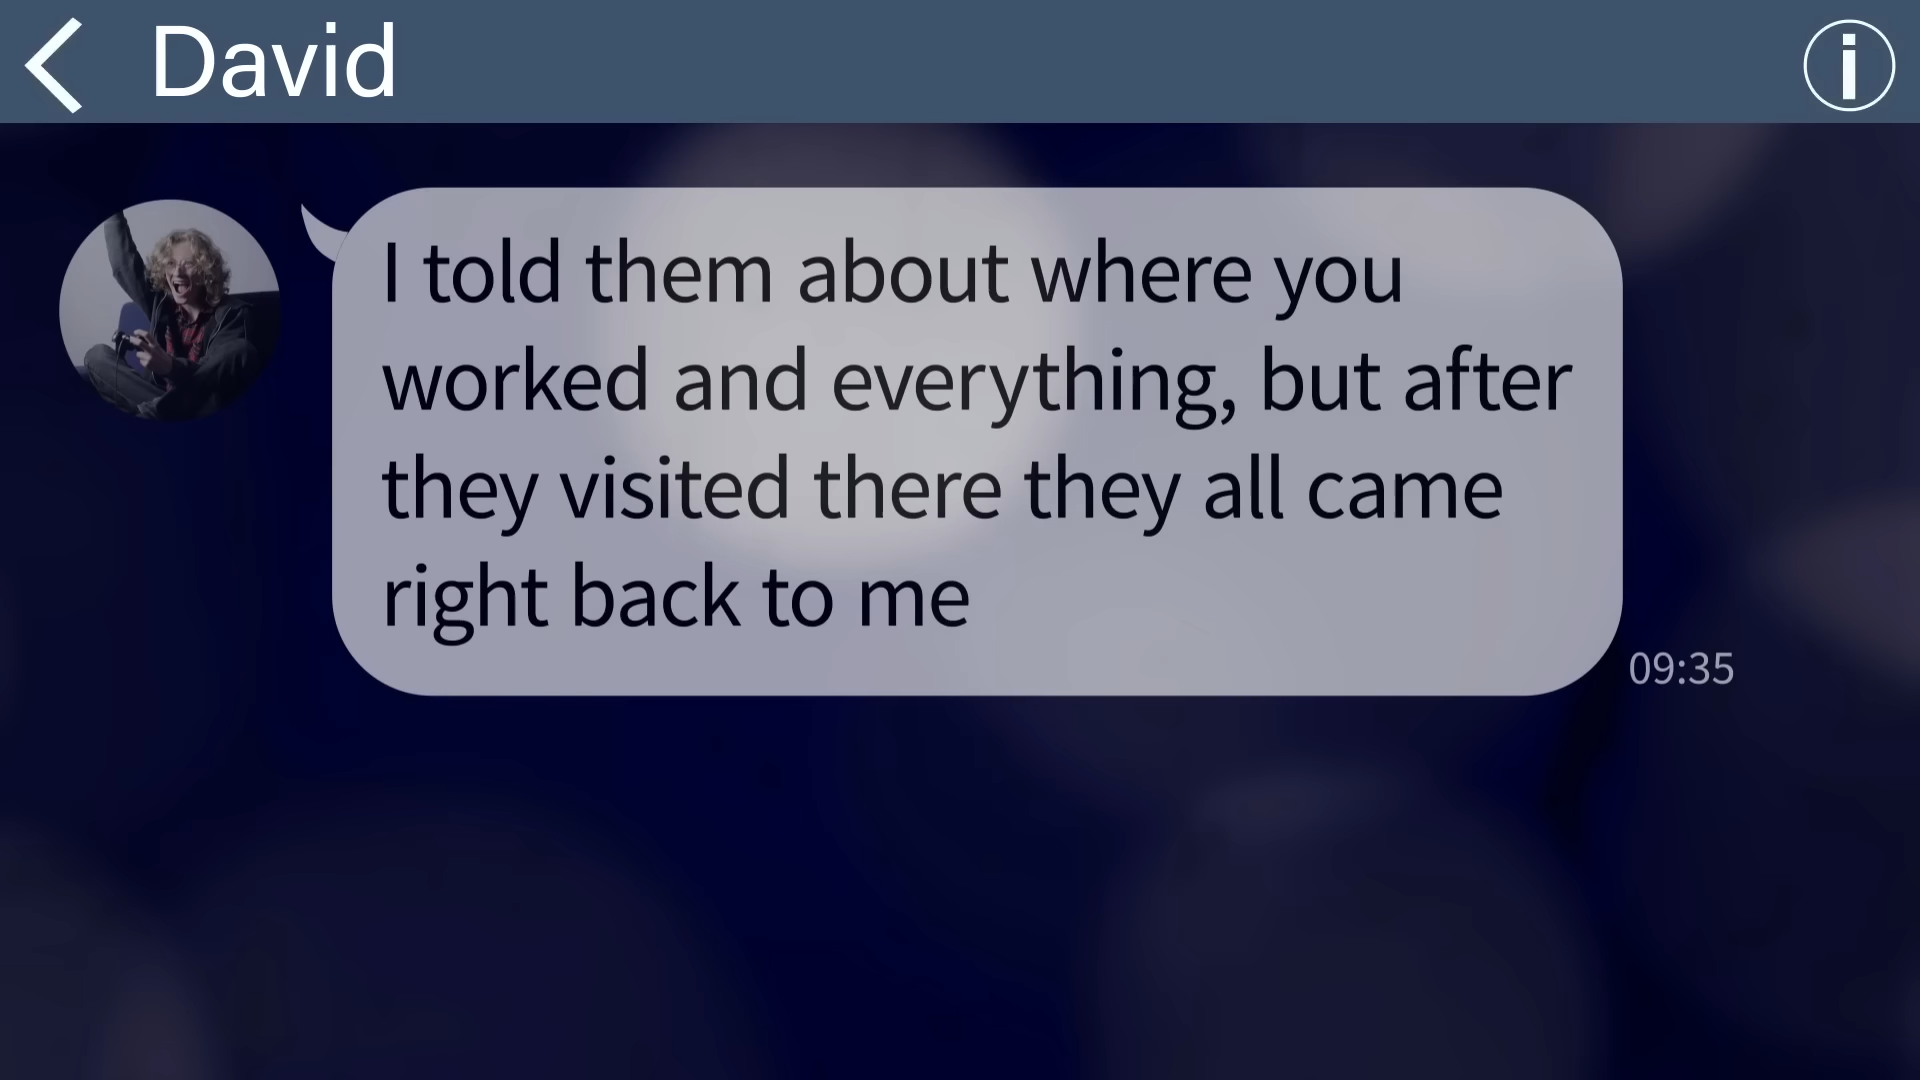 David
I told them about where you
worked and everything, but after
they visited there they all came
right back to me
09:35